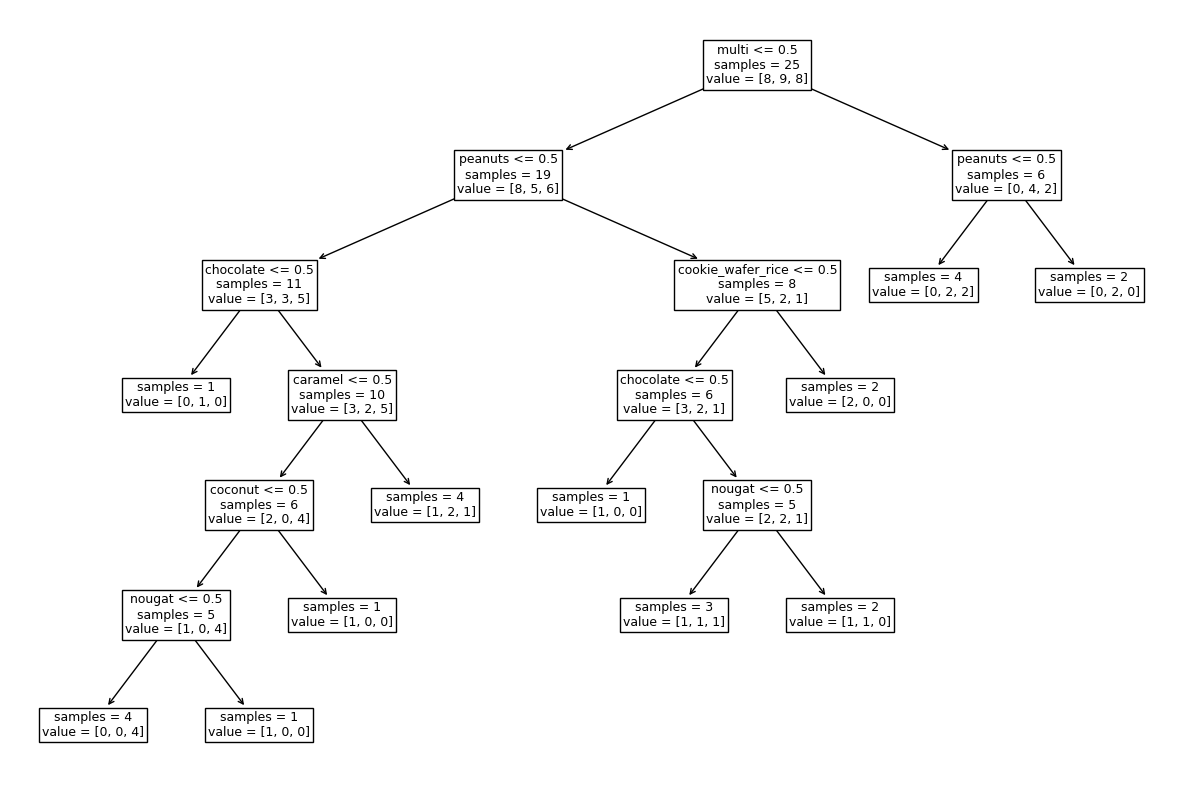 multi <= 0.5
samples = 25
value = [8, 9, 8]
peanuts <= 0.5
samples = 19
value = [8, 5, 6]
peanuts <= 0.5
samples = 6
value = [0, 4, 2]
chocolate <= 0.5
samples = 11
value = [3, 3, 5]
cookie_wafer_rice <= 0.5
samples = 8
value = [5, 2, 1]
samples = 4
value = [0, 2, 2]
samples = 2
value = [0, 2, 0]
samples = 1
value = [0, 1, 0]
caramel <= 0.5
samples = 10
value = [3, 2, 5]
chocolate <= 0.5
samples = 6
value = [3, 2, 1]
samples = 2
value = [2, 0, 0]
coconut <= 0.5
samples = 6
value = [2, 0, 4]
samples = 4
value = [1, 2, 1]
samples = 1
value = [1, 0, 0]
nougat <= 0.5
samples = 5
value = [2, 2, 1]
nougat <= 0.5
samples = 5
value = [1, 0, 4]
samples = 1
value = [1, 0, 0]
samples = 3
value = [1, 1, 1]
samples = 2
value = [1, 1, 0]
samples = 4
value = [0, 0, 4]
samples = 1
value = [1, 0, 0]